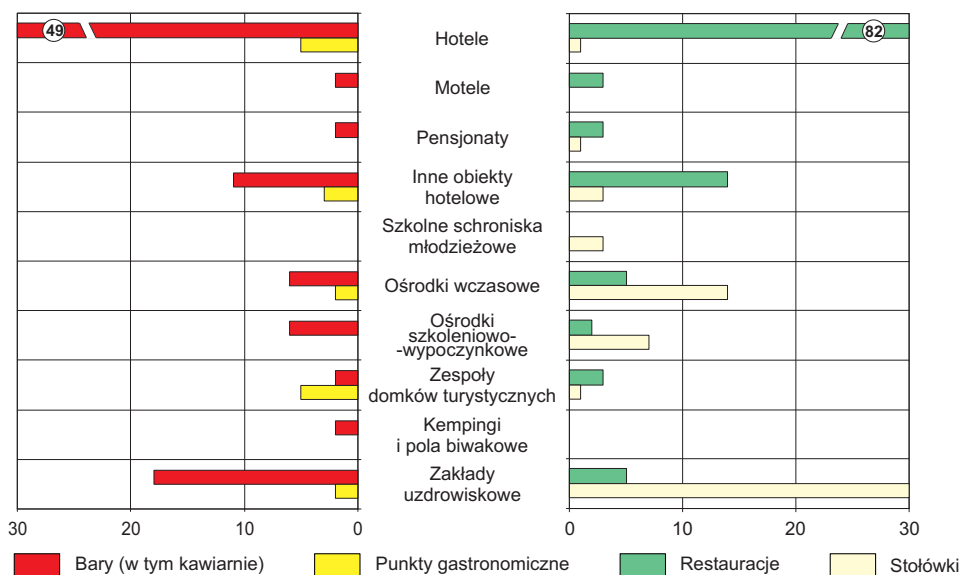 49
82
Hotele
Motele
Pensjonaty
Inne obiekty
hotelowe
Szkolne schroniska
młodzieżowe
Ośrodki wczasowe
Ośrodki
szkoleniowo-
-wypoczynkowe
Zespoły
domków turystycznych
Kempingi
i pola biwakowe
Zakłady
uzdrowiskowe
30 20 10 0 0 10 20 30
Bary (w tym kawiarnie) Punkty gastronomiczne Restauracje Stołówki